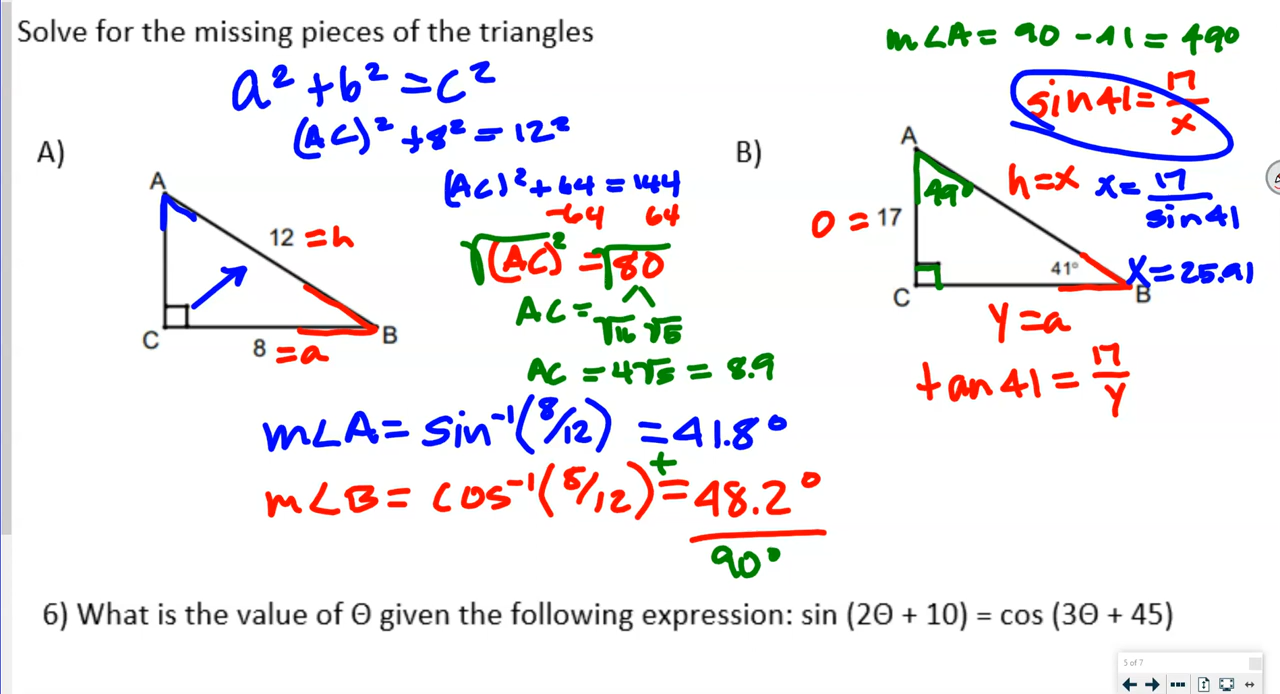 Solve for the missing pieces of the triangles
a² + b² = c²
(AC)² + 8² = 12²
A)
(AC)² + 64 = 144
-64 64
√(AC)² = √80
AC = √16 √5
AC = 4√5 = 8.9
A
12 = h
C
8 = a
B
m∠A = sin⁻¹(8/12) = 41.8°
m∠B = cos⁻¹(8/12) = 48.2°
+
90°
m∠A = 90 - 41 = 49°
sin 41 = 17/x
B)
A
49°
h = x
x = 17/sin 41
O = 17
41°
x = 25.91
C
B
y = a
tan 41 = 17/y
6) What is the value of Θ given the following expression: sin (2Θ + 10) = cos (3Θ + 45)
5 of 7